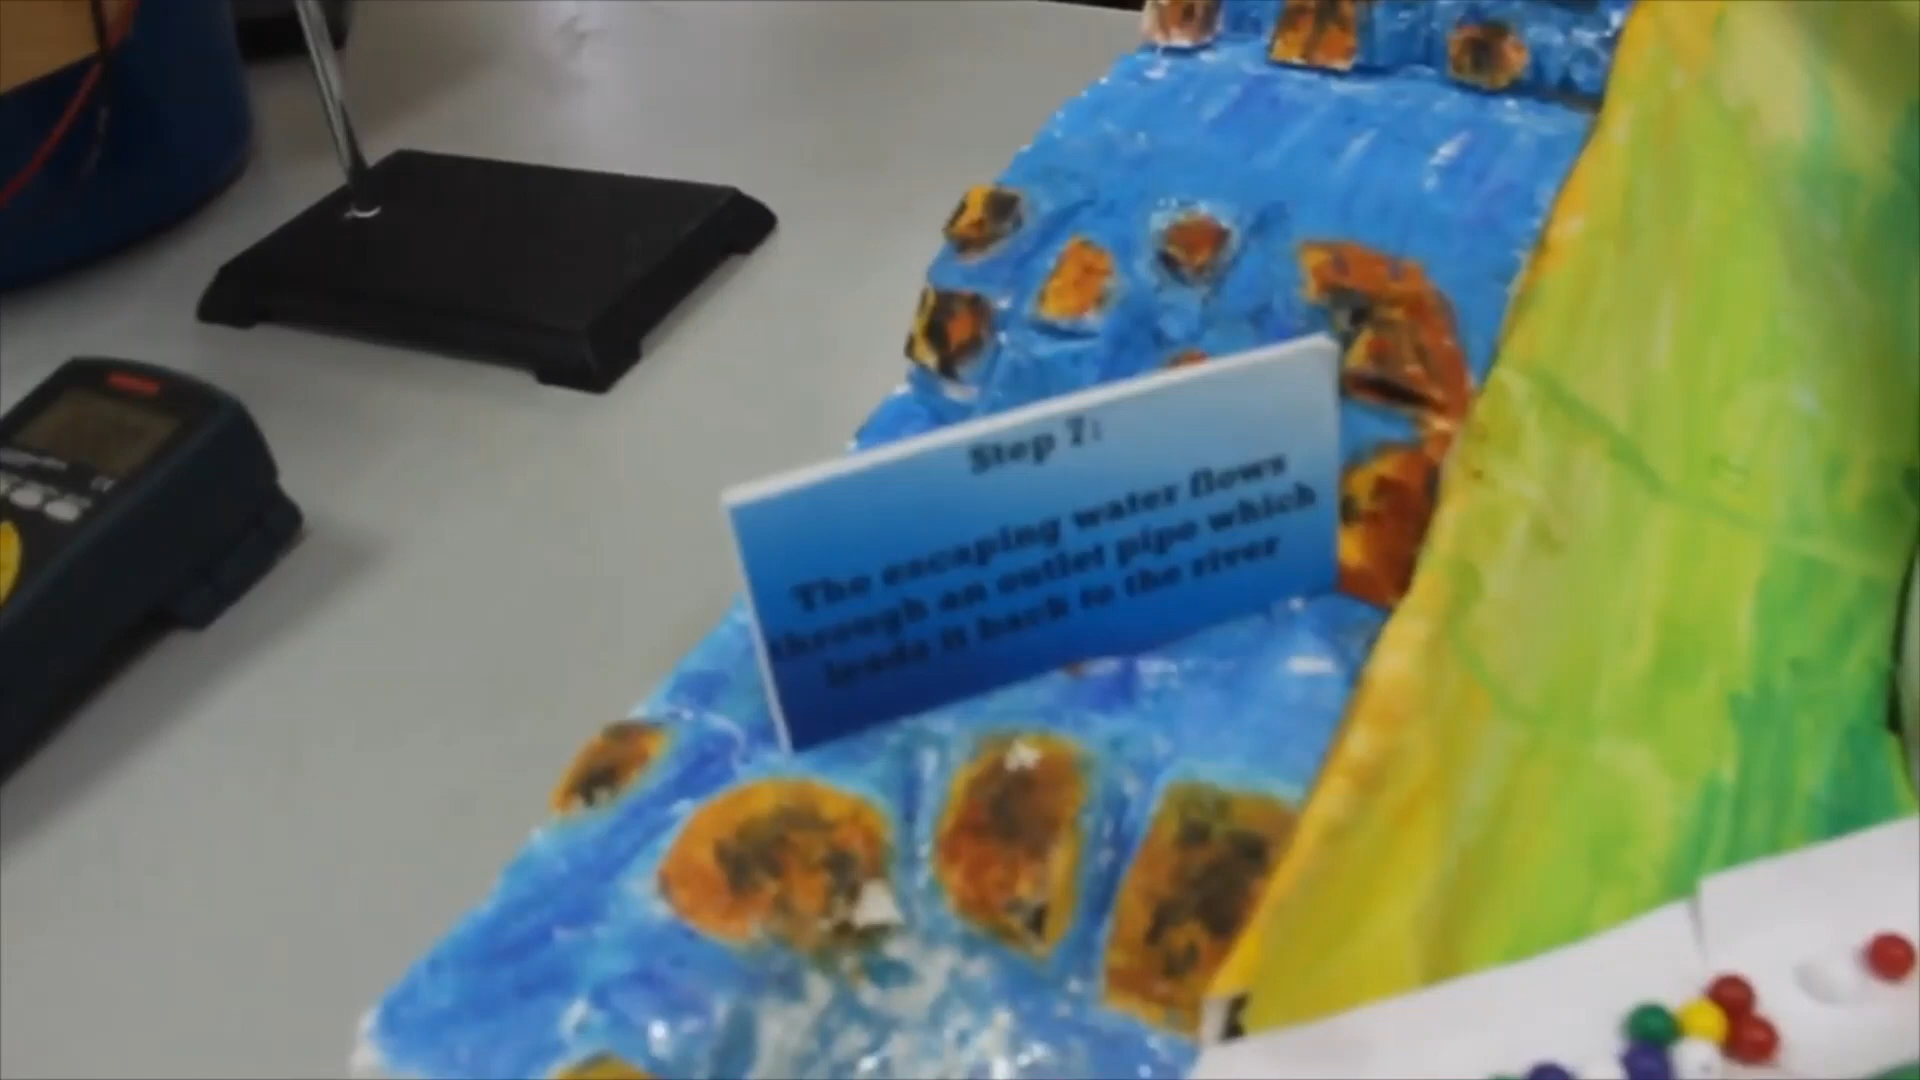 Step 7:
The escaping water flows
through an outlet pipe which
leads it back to the river